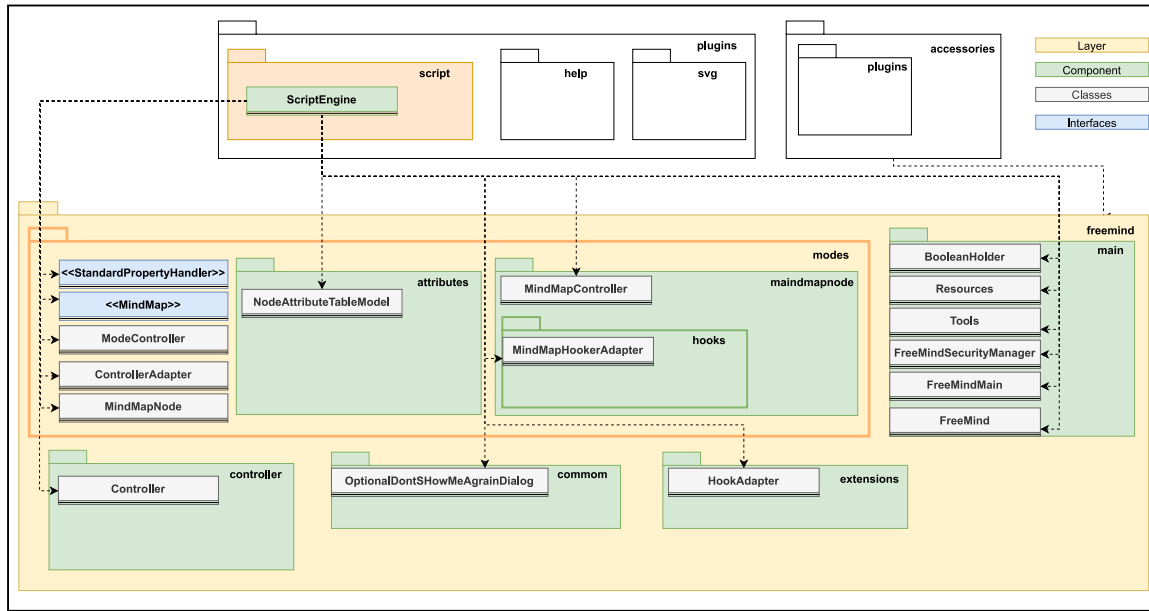 plugins
script
ScriptEngine
help
svg
accessories
plugins
Layer
Component
Classes
Interfaces
freemind
modes
<<StandardPropertyHandler>>
<<MindMap>>
ModeController
ControllerAdapter
MindMapNode
attributes
NodeAttributeTableModel
maindmapnode
MindMapController
hooks
MindMapHookerAdapter
main
BooleanHolder
Resources
Tools
FreeMindSecurityManager
FreeMindMain
FreeMind
controller
Controller
commom
OptionalDontSHowMeAgrainDialog
extensions
HookAdapter